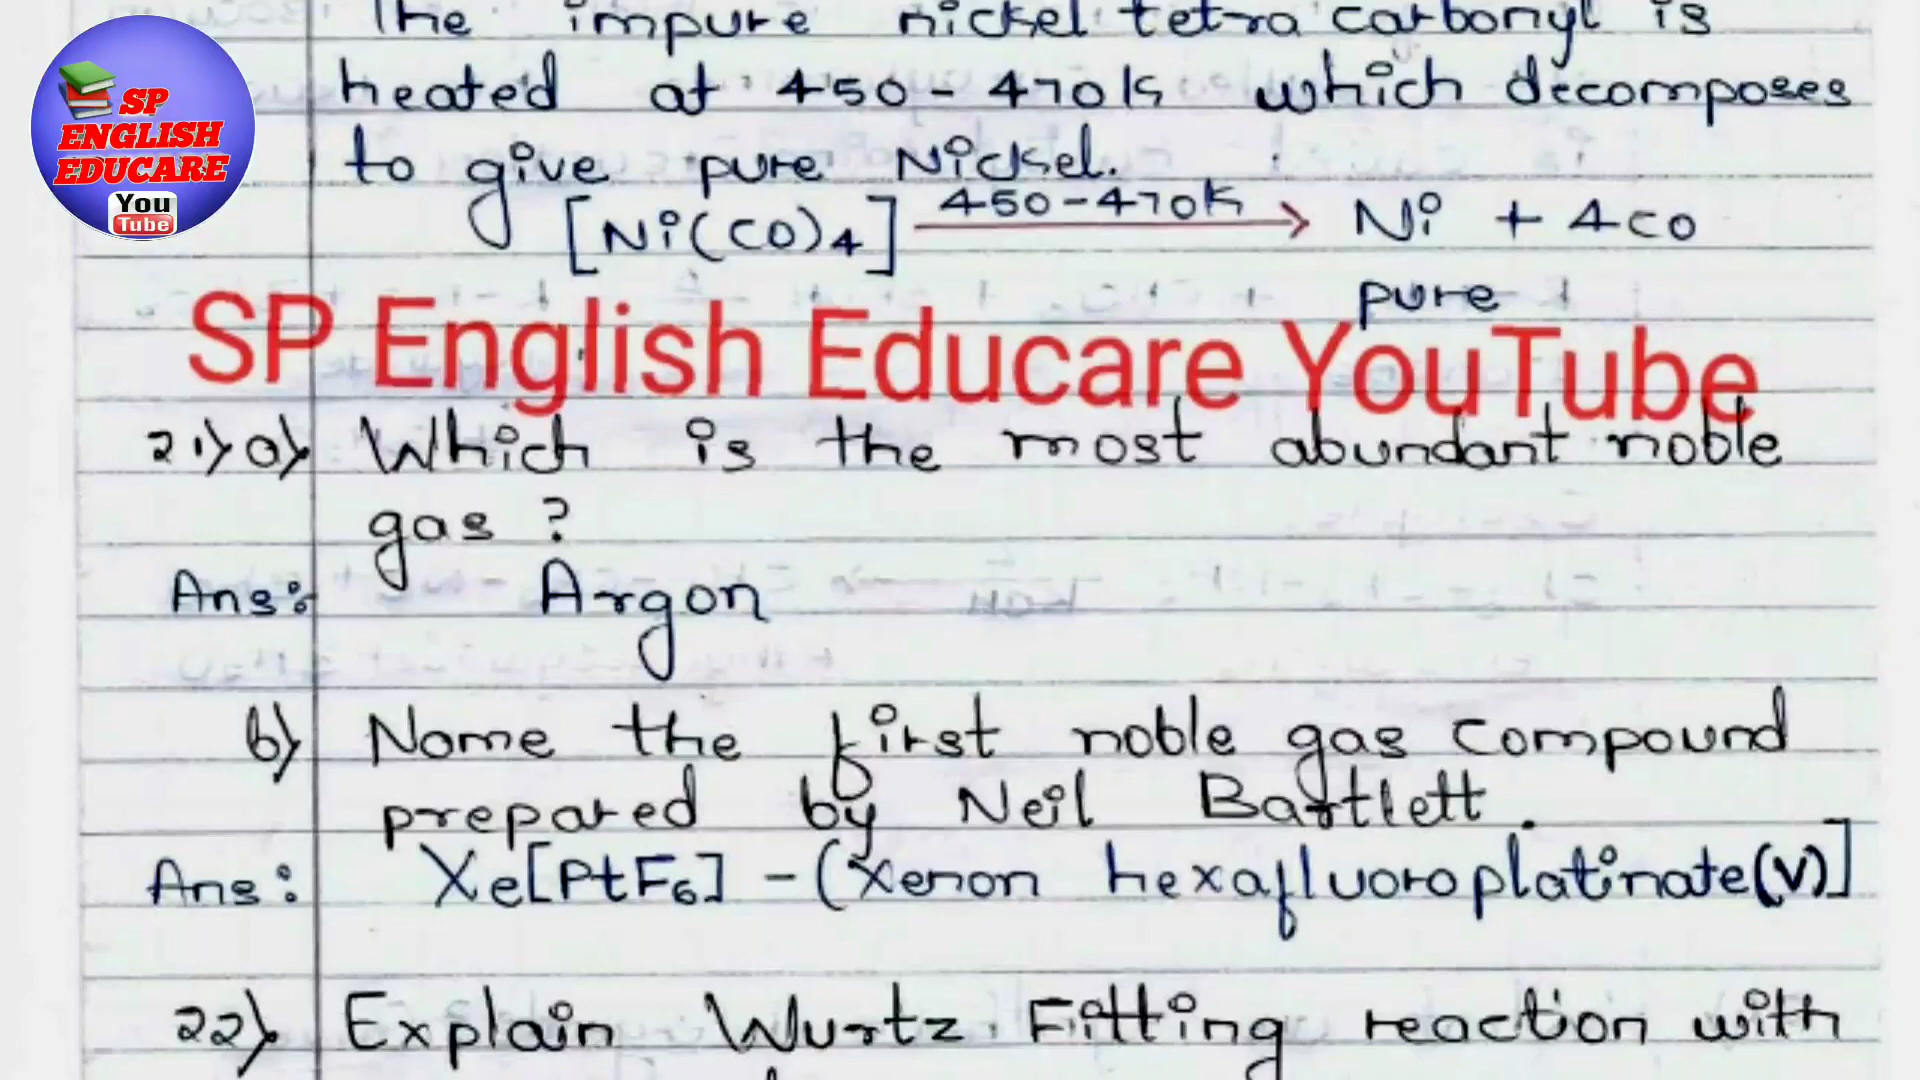 The impure nickel tetra carbonyl is
heated at 450-470K which decomposes
to give pure Nickel.
[Ni(CO)4] 450-470K → Ni + 4CO
pure
SP English Educare YouTube
21) a) Which is the most abundant noble
gas ?
Ans: Argon
b) Name the first noble gas compound
prepared by Neil Bartlett.
Ans: Xe[PtF6] - (Xenon hexafluoroplatinate(V)]
22) Explain Wurtz Fitting reaction with
SP
ENGLISH
EDUCARE
You
Tube